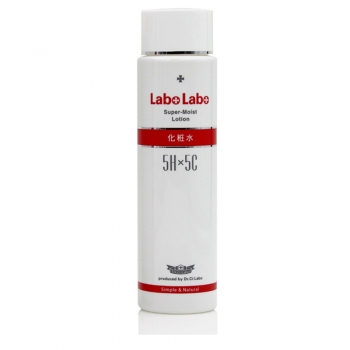 Labo Labo
Super-Moist
Lotion
化粧水
5H×5C
produced by Dr.Ci:Labo
Simple & Natural